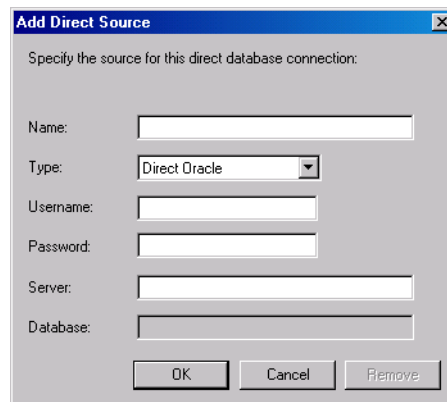 Add Direct Source
Specify the source for this direct database connection:
Name:
Type: Direct Oracle
Username:
Password:
Server:
Database:
OK Cancel Remove